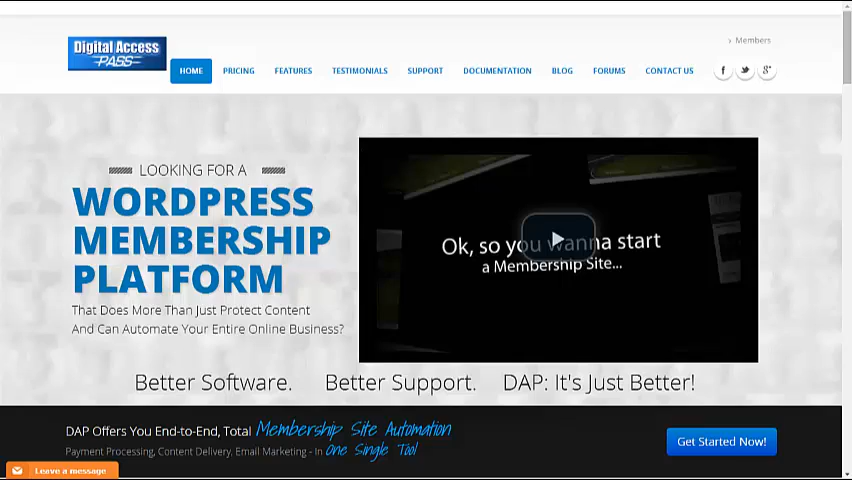 Members
Digital Access
PASS
HOME PRICING FEATURES TESTIMONIALS SUPPORT DOCUMENTATION BLOG FORUMS CONTACT US
LOOKING FOR A
WORDPRESS
MEMBERSHIP
PLATFORM
That Does More Than Just Protect Content
And Can Automate Your Entire Online Business?
Ok, so you wanna start
a Membership Site...
Better Software. Better Support. DAP: It's Just Better!
DAP Offers You End-to-End, Total Membership Site Automation
Payment Processing, Content Delivery, Email Marketing - In One Single Tool
Get Started Now!
Leave a message